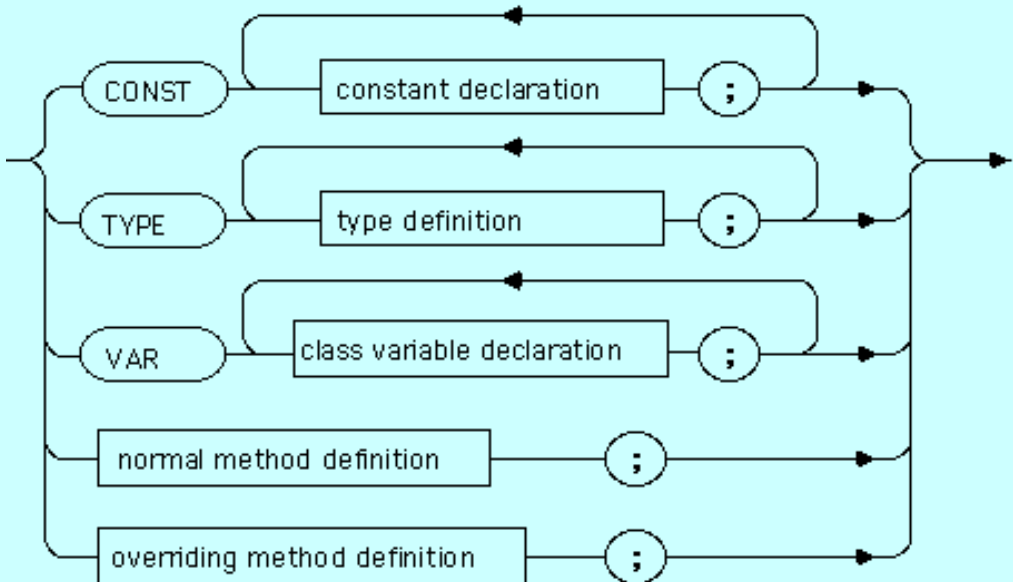 CONST constant declaration ;
TYPE type definition ;
VAR class variable declaration ;
normal method definition ;
overriding method definition ;